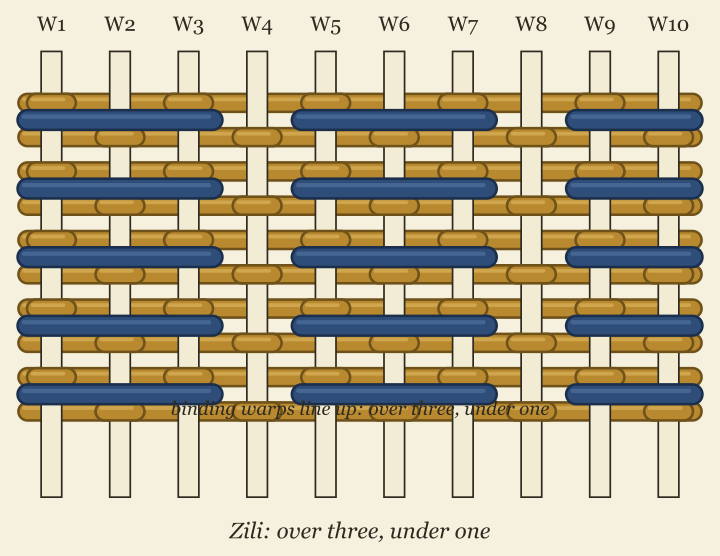 W1 W2 W3 W4 W5 W6 W7 W8 W9 W10
binding warps line up: over three, under one
Zili: over three, under one